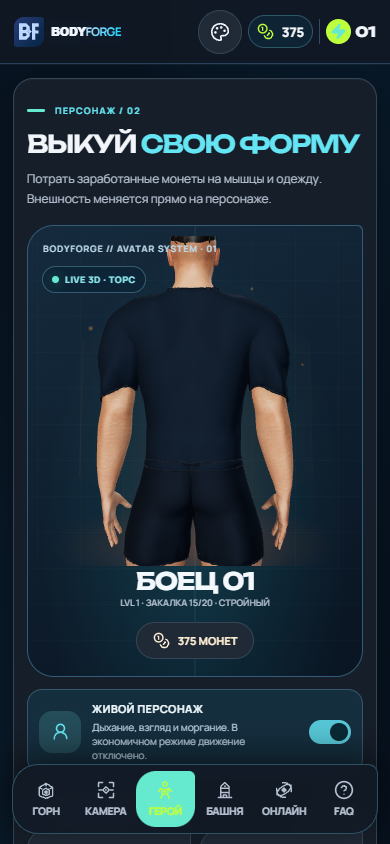 BF BODYFORGE
375
01
ПЕРСОНАЖ / 02
ВЫКУЙ СВОЮ ФОРМУ
Потрать заработанные монеты на мышцы и одежду.
Внешность меняется прямо на персонаже.
BODYFORGE // AVATAR SYSTEM · 01
LIVE 3D · ТОРС
БОЕЦ 01
LVL 1 · ЗАКАЛКА 15/20 · СТРОЙНЫЙ
375 МОНЕТ
ЖИВОЙ ПЕРСОНАЖ
Дыхание, взгляд и моргание. В
экономичном режиме движение
отключено.
ГОРН
КАМЕРА
ГЕРОЙ
БАШНЯ
ОНЛАЙН
FAQ